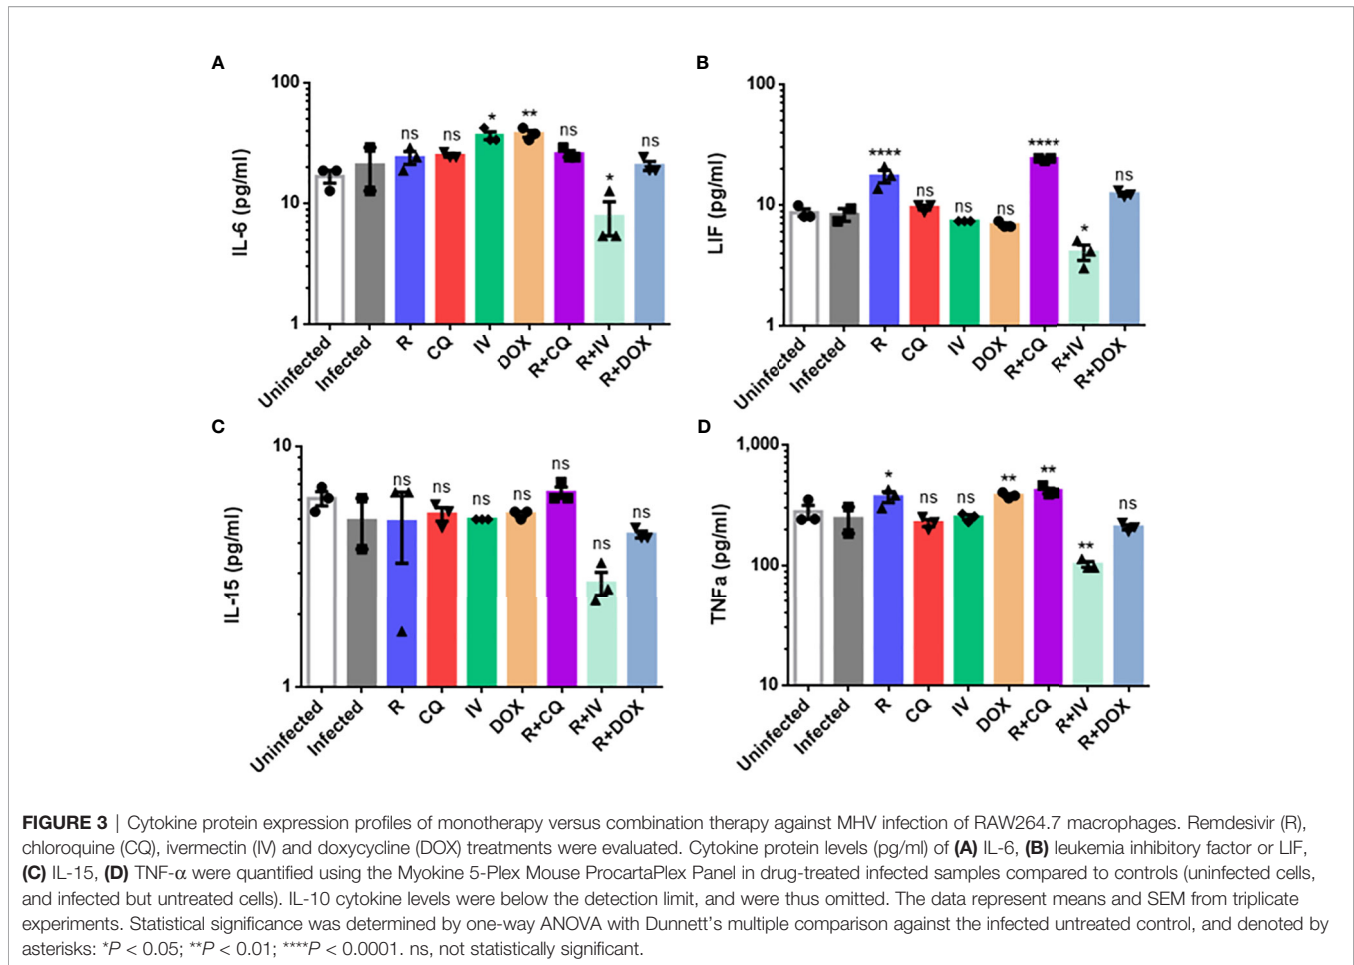 A
IL-6 (pg/ml)
100
10
1
ns
ns
*
**
ns
*
ns
Uninfected
Infected
R
CQ
IV
DOX
R+CQ
R+IV
R+DOX
B
LIF (pg/ml)
100
10
1
****
ns
ns
ns
****
*
ns
Uninfected
Infected
R
CQ
IV
DOX
R+CQ
R+IV
R+DOX
C
IL-15 (pg/ml)
10
1
ns
ns
ns
ns
ns
ns
ns
Uninfected
Infected
R
CQ
IV
DOX
R+CQ
R+IV
R+DOX
D
TNFa (pg/ml)
1,000
100
10
*
ns
ns
**
**
**
ns
Uninfected
Infected
R
CQ
IV
DOX
R+CQ
R+IV
R+DOX
FIGURE 3 | Cytokine protein expression profiles of monotherapy versus combination therapy against MHV infection of RAW264.7 macrophages. Remdesivir (R),
chloroquine (CQ), ivermectin (IV) and doxycycline (DOX) treatments were evaluated. Cytokine protein levels (pg/ml) of (A) IL-6, (B) leukemia inhibitory factor or LIF,
(C) IL-15, (D) TNF-α were quantified using the Myokine 5-Plex Mouse ProcartaPlex Panel in drug-treated infected samples compared to controls (uninfected cells,
and infected but untreated cells). IL-10 cytokine levels were below the detection limit, and were thus omitted. The data represent means and SEM from triplicate
experiments. Statistical significance was determined by one-way ANOVA with Dunnett's multiple comparison against the infected untreated control, and denoted by
asterisks: *P < 0.05; **P < 0.01; ****P < 0.0001. ns, not statistically significant.